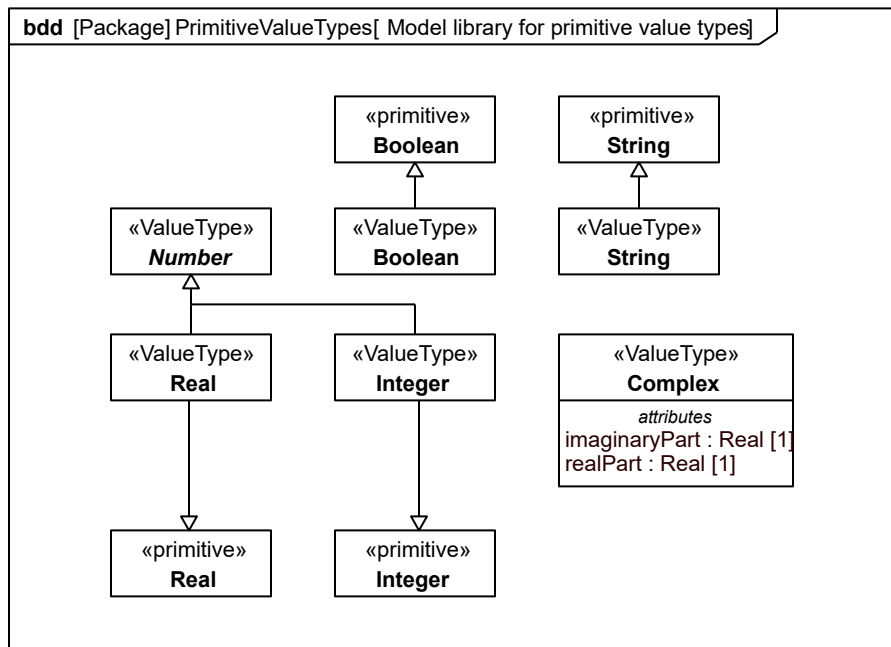 bdd [Package] PrimitiveValueTypes[ Model library for primitive value types]
«primitive»
Boolean
«primitive»
String
«ValueType»
Number
«ValueType»
Boolean
«ValueType»
String
«ValueType»
Real
«ValueType»
Integer
«ValueType»
Complex
attributes
imaginaryPart : Real [1]
realPart : Real [1]
«primitive»
Real
«primitive»
Integer